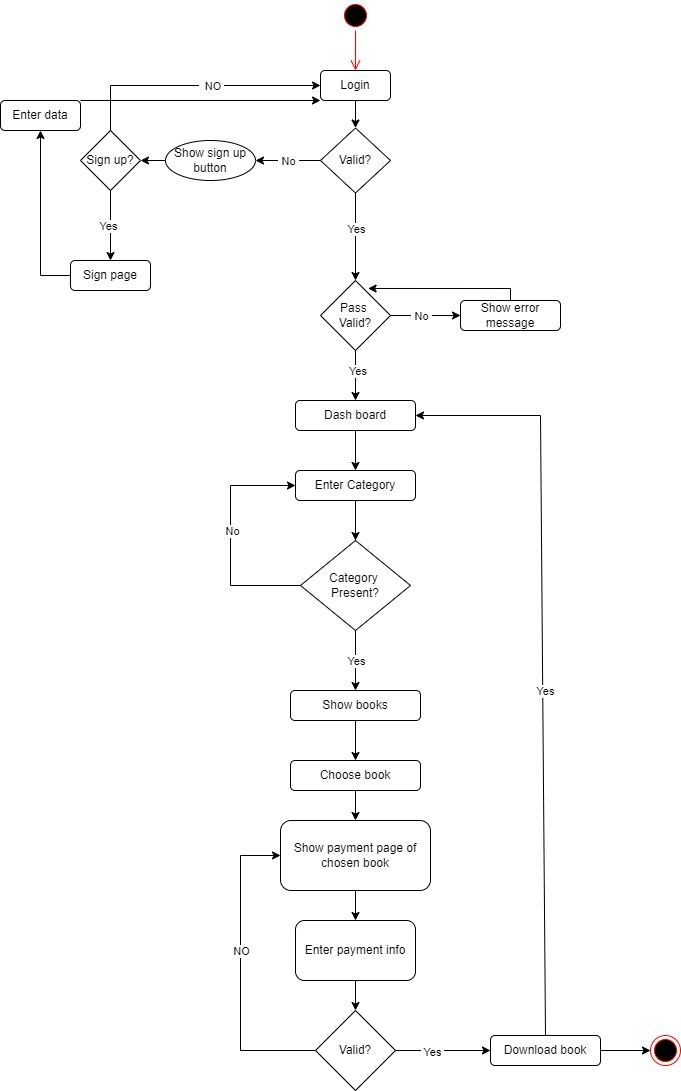 NO
Login
Enter data
Sign up?
Show sign up
button
No
Valid?
Yes
Yes
Sign page
Pass
Valid?
No
Show error
message
Yes
Dash board
Enter Category
No
Category
Present?
Yes
Yes
Show books
Choose book
Show payment page of
chosen book
NO
Enter payment info
Valid?
Yes
Download book